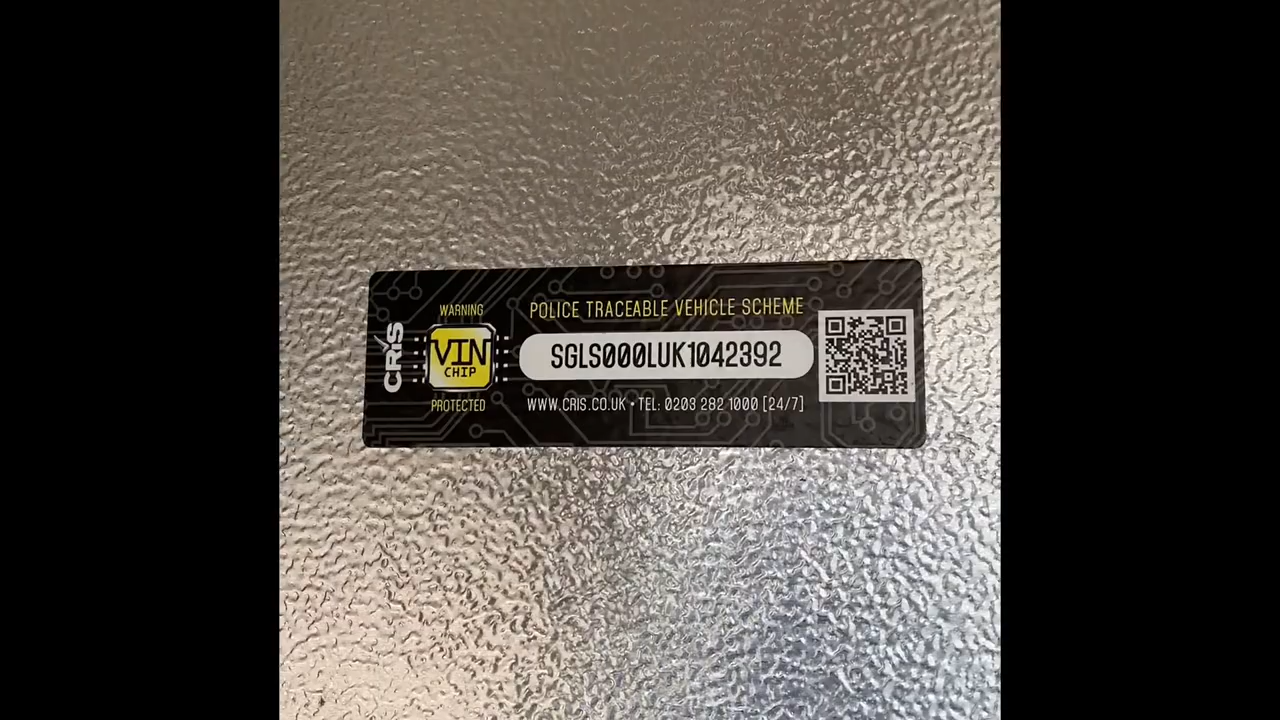 CRiS
WARNING
VIN
CHIP
PROTECTED
POLICE TRACEABLE VEHICLE SCHEME
SGLS000LUK1042392
WWW.CRIS.CO.UK • TEL: 0203 282 1000 [24/7]